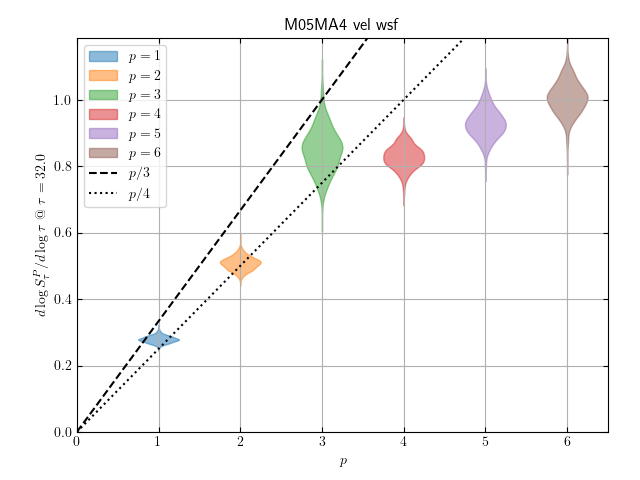 M05MA4 vel wsf
p = 1
p = 2
p = 3
p = 4
p = 5
p = 6
p/3
p/4
d log S_τ^P / d log τ @ τ = 32.0
1.0
0.8
0.6
0.4
0.2
0.0
0 1 2 3 4 5 6
p